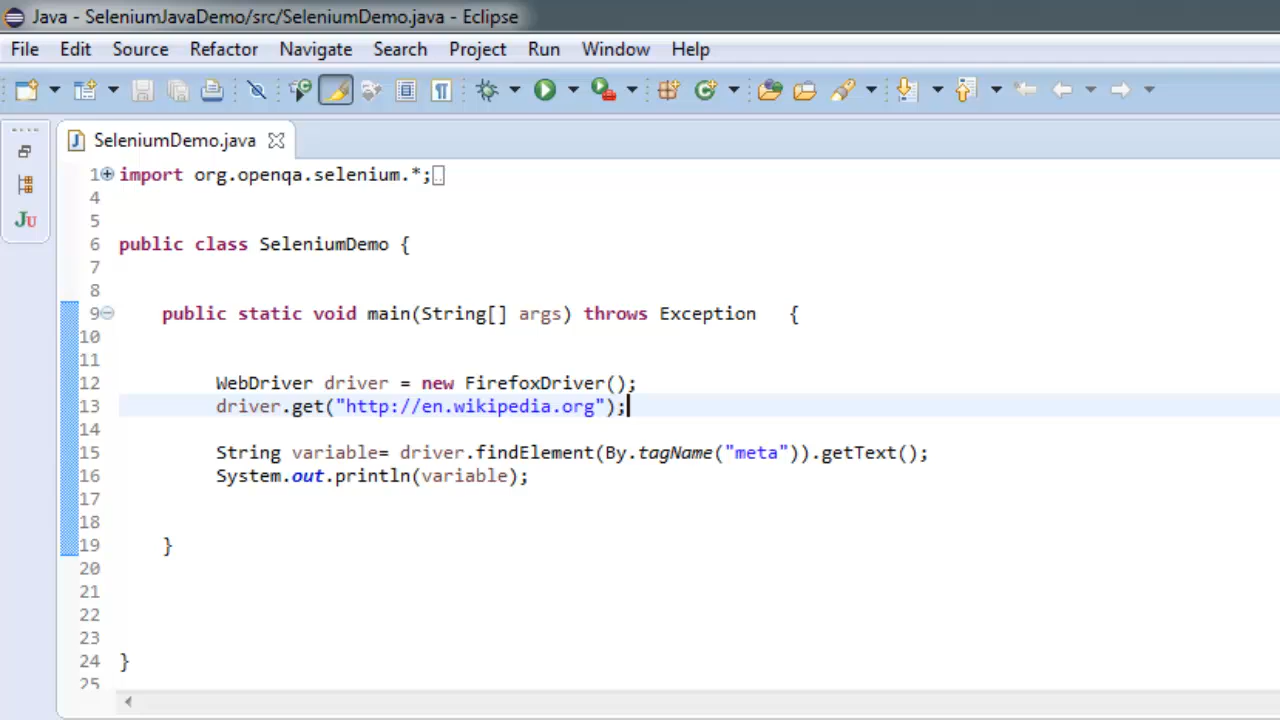 Java - SeleniumJavaDemo/src/SeleniumDemo.java - Eclipse
File Edit Source Refactor Navigate Search Project Run Window Help
SeleniumDemo.java
1 import org.openqa.selenium.*;
4
5
6 public class SeleniumDemo {
7
8
9 public static void main(String[] args) throws Exception {
10
11
12 WebDriver driver = new FirefoxDriver();
13 driver.get("http://en.wikipedia.org");
14
15 String variable= driver.findElement(By.tagName("meta")).getText();
16 System.out.println(variable);
17
18
19 }
20
21
22
23
24 }
25
JU